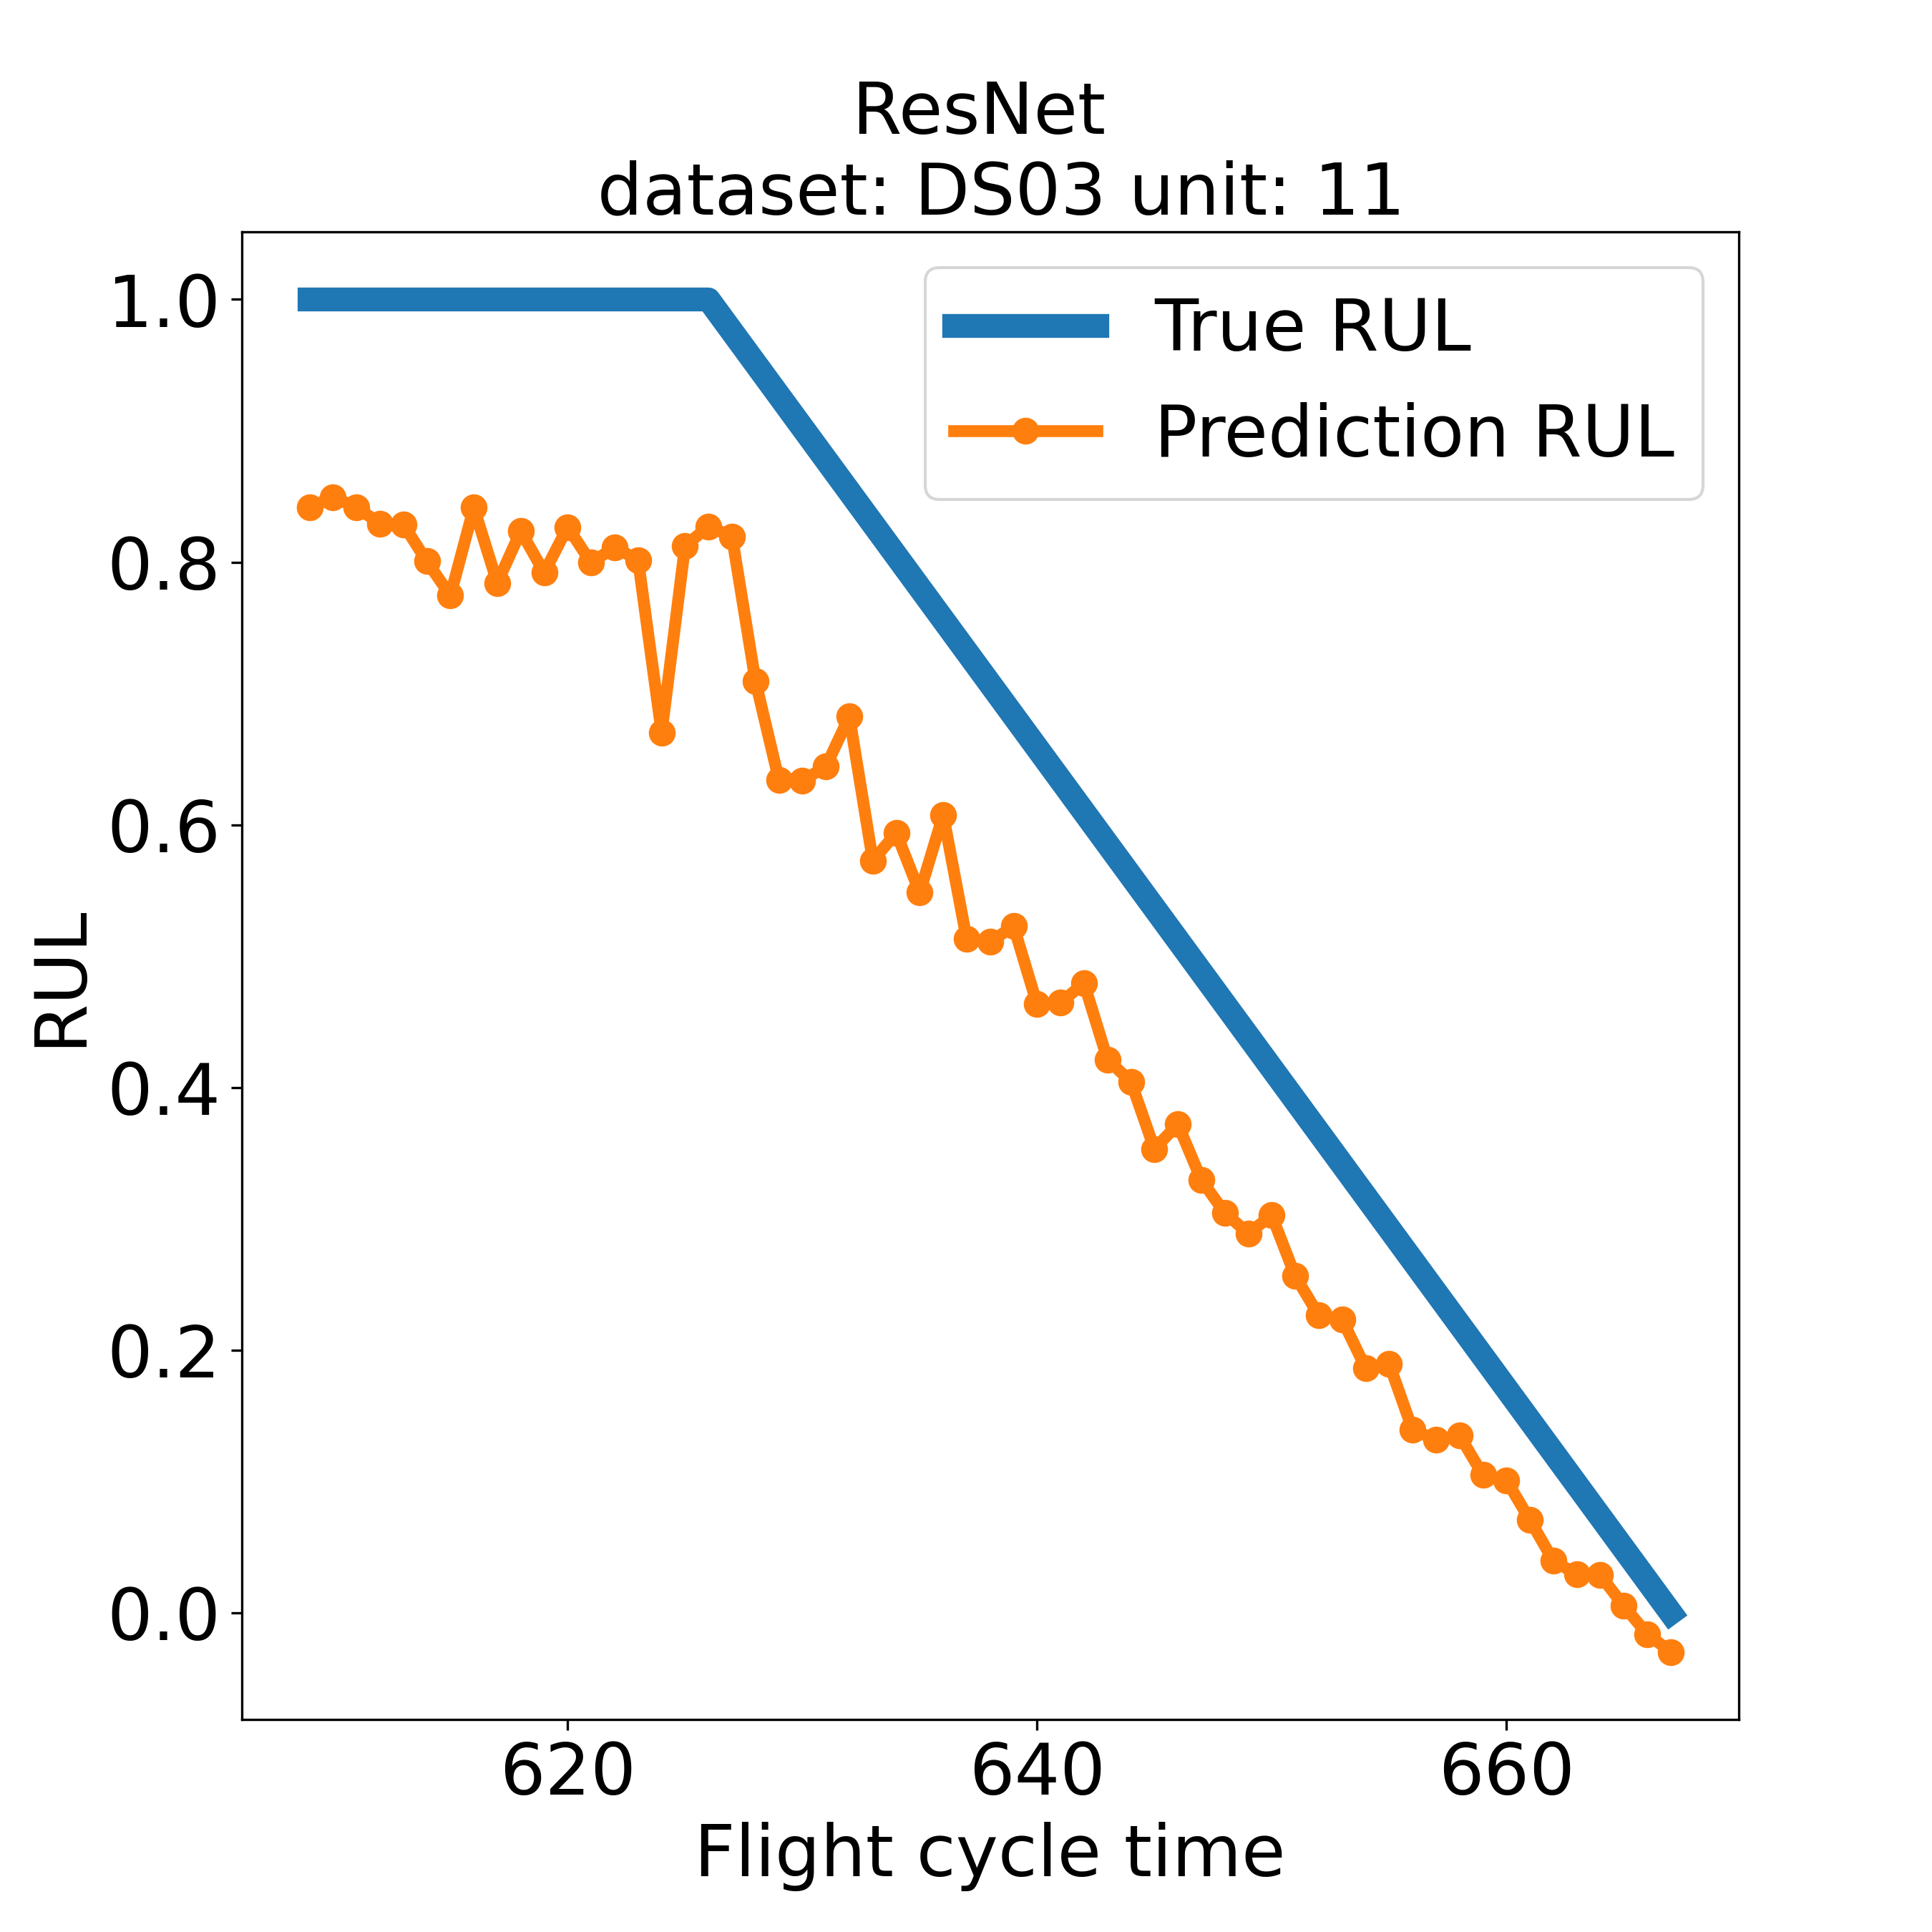 ResNet
dataset: DS03 unit: 11
True RUL
Prediction RUL
1.0
0.8
0.6
0.4
0.2
0.0
RUL
620 640 660
Flight cycle time